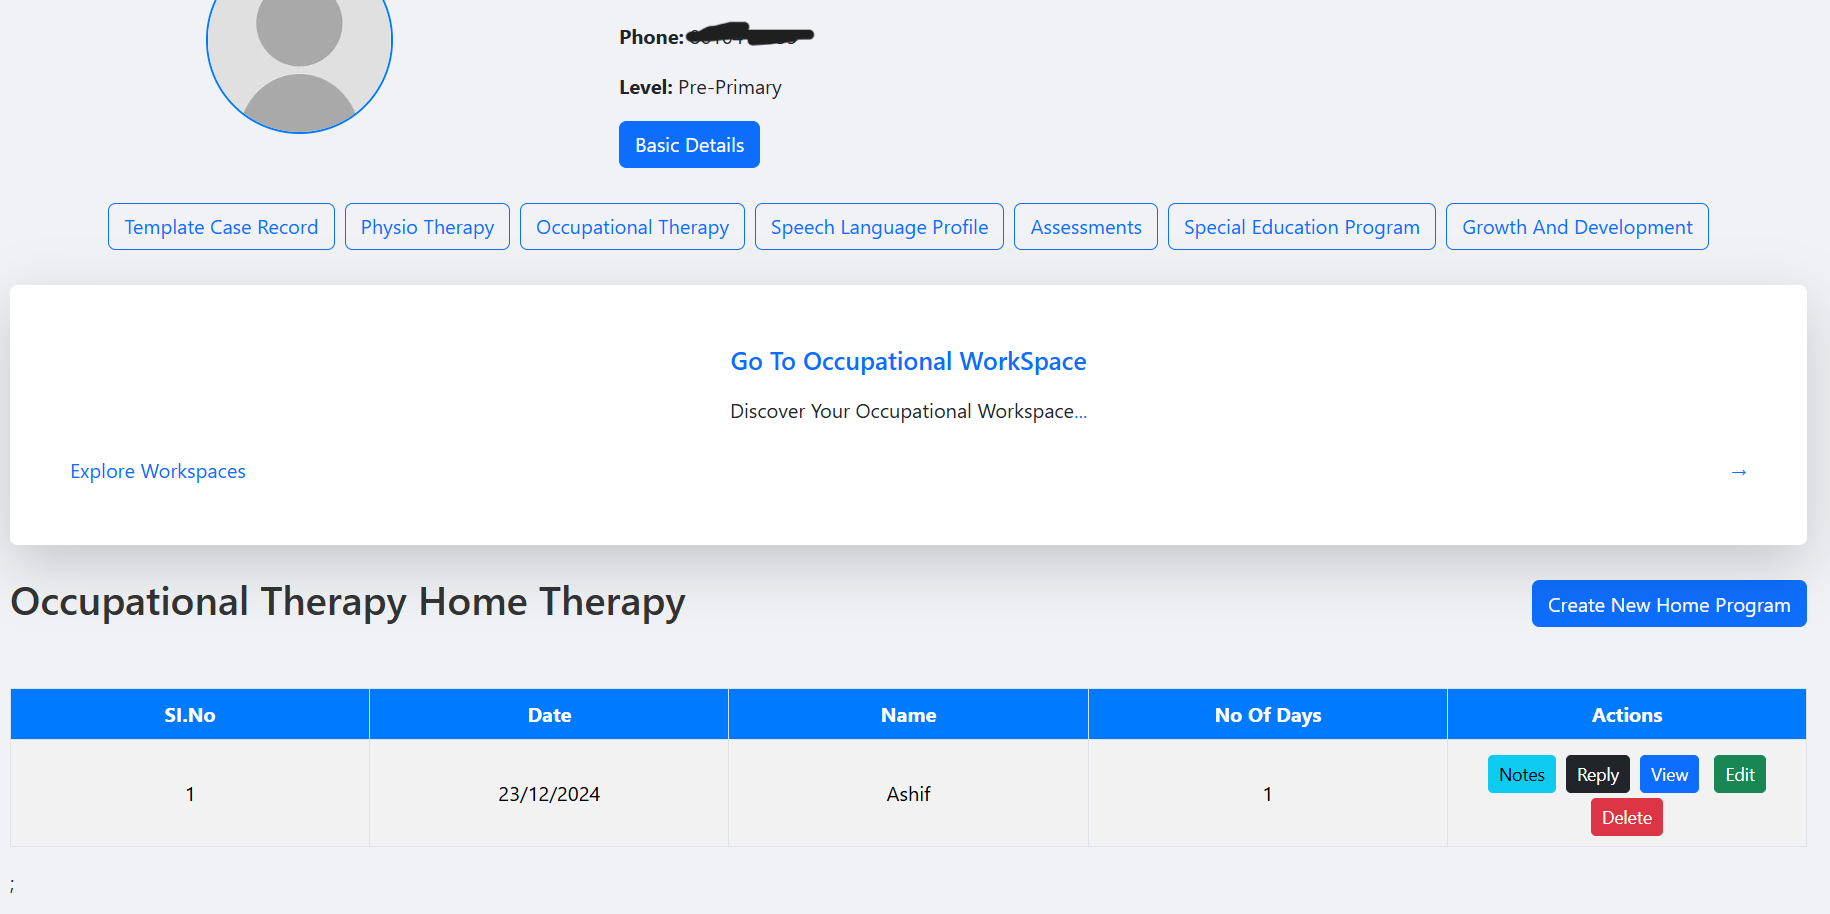 Phone:
Level: Pre-Primary
Basic Details
Template Case Record Physio Therapy Occupational Therapy Speech Language Profile Assessments Special Education Program Growth And Development
Go To Occupational WorkSpace
Discover Your Occupational Workspace...
Explore Workspaces →
Occupational Therapy Home Therapy Create New Home Program
Sl.No Date Name No Of Days Actions
1 23/12/2024 Ashif 1 Notes Reply View Edit
Delete
;